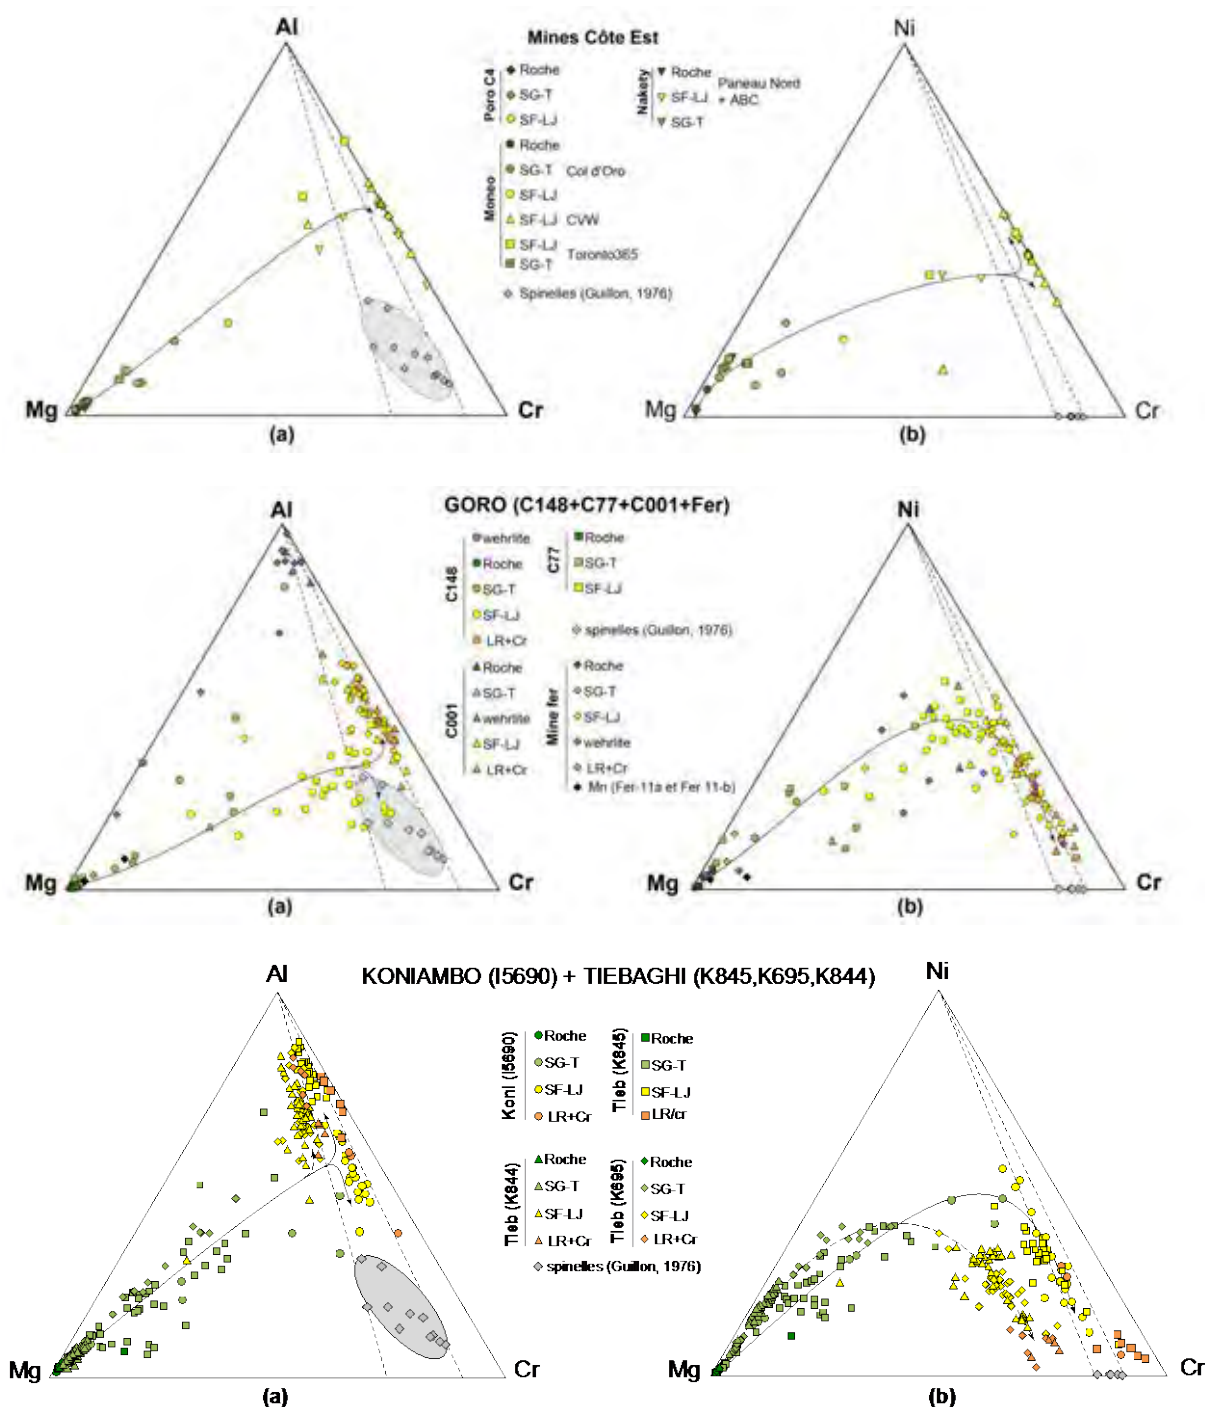 Al
Mines Côte Est
Ni
Poro C4
Roche
SG-T
SF-LJ
Nakety
Roche
SF-LJ
SG-T
Paneau Nord
+ ABC
Moneo
Roche
SG-T Col d'Oro
SF-LJ
SF-LJ CVW
SF-LJ
SG-T
Toronto365
Spinelles (Guillon, 1976)
Mg
Cr
(a)
Mg
Cr
(b)
GORO (C148+C77+C001+Fer)
Al
Ni
C148
wehrlite
Roche
SG-T
SF-LJ
LR+Cr
C77
Roche
SG-T
SF-LJ
spinelles (Guillon, 1976)
C001
Roche
SG-T
wehrlite
SF-LJ
LR+Cr
Mine fer
Roche
SG-T
SF-LJ
wehrlite
LR+Cr
Mn (Fer-11a et Fer 11-b)
Mg
Cr
(a)
Mg
Cr
(b)
KONIAMBO (I5690) + TIEBAGHI (K845,K695,K844)
Al
Ni
Koni (I5690)
Roche
SG-T
SF-LJ
LR+Cr
Tieb (K845)
Roche
SG-T
SF-LJ
LR/cr
Tieb (K844)
Roche
SG-T
SF-LJ
LR+Cr
Tieb (K695)
Roche
SG-T
SF-LJ
LR+Cr
spinelles (Guillon, 1976)
Mg
Cr
(a)
Mg
Cr
(b)